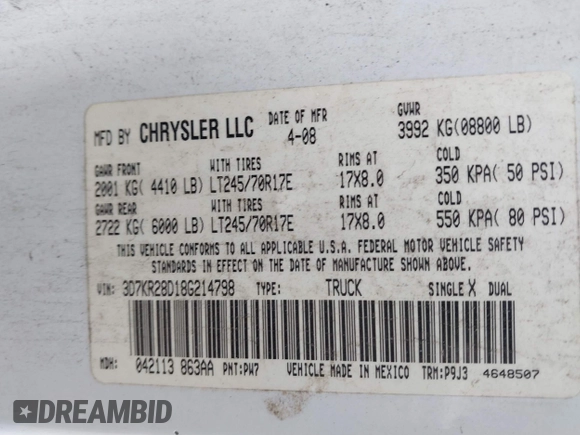 MFD BY CHRYSLER LLC DATE OF MFR 4-08 GVWR 3992 KG(08800 LB)
GAWR FRONT WITH TIRES RIMS AT COLD
2001 KG( 4410 LB) LT245/70R17E 17X8.0 350 KPA( 50 PSI)
GAWR REAR WITH TIRES RIMS AT COLD
2722 KG( 6000 LB) LT245/70R17E 17X8.0 550 KPA( 80 PSI)
THIS VEHICLE CONFORMS TO ALL APPLICABLE U.S.A. FEDERAL MOTOR VEHICLE SAFETY
STANDARDS IN EFFECT ON THE DATE OF MANUFACTURE SHOWN ABOVE.
VIN: 3D7KR28D18G214798 TYPE: TRUCK SINGLE X DUAL
MDH: 042113 863AA PNT:PW7 VEHICLE MADE IN MEXICO TRM:P9J3 4648507
DREAMBID